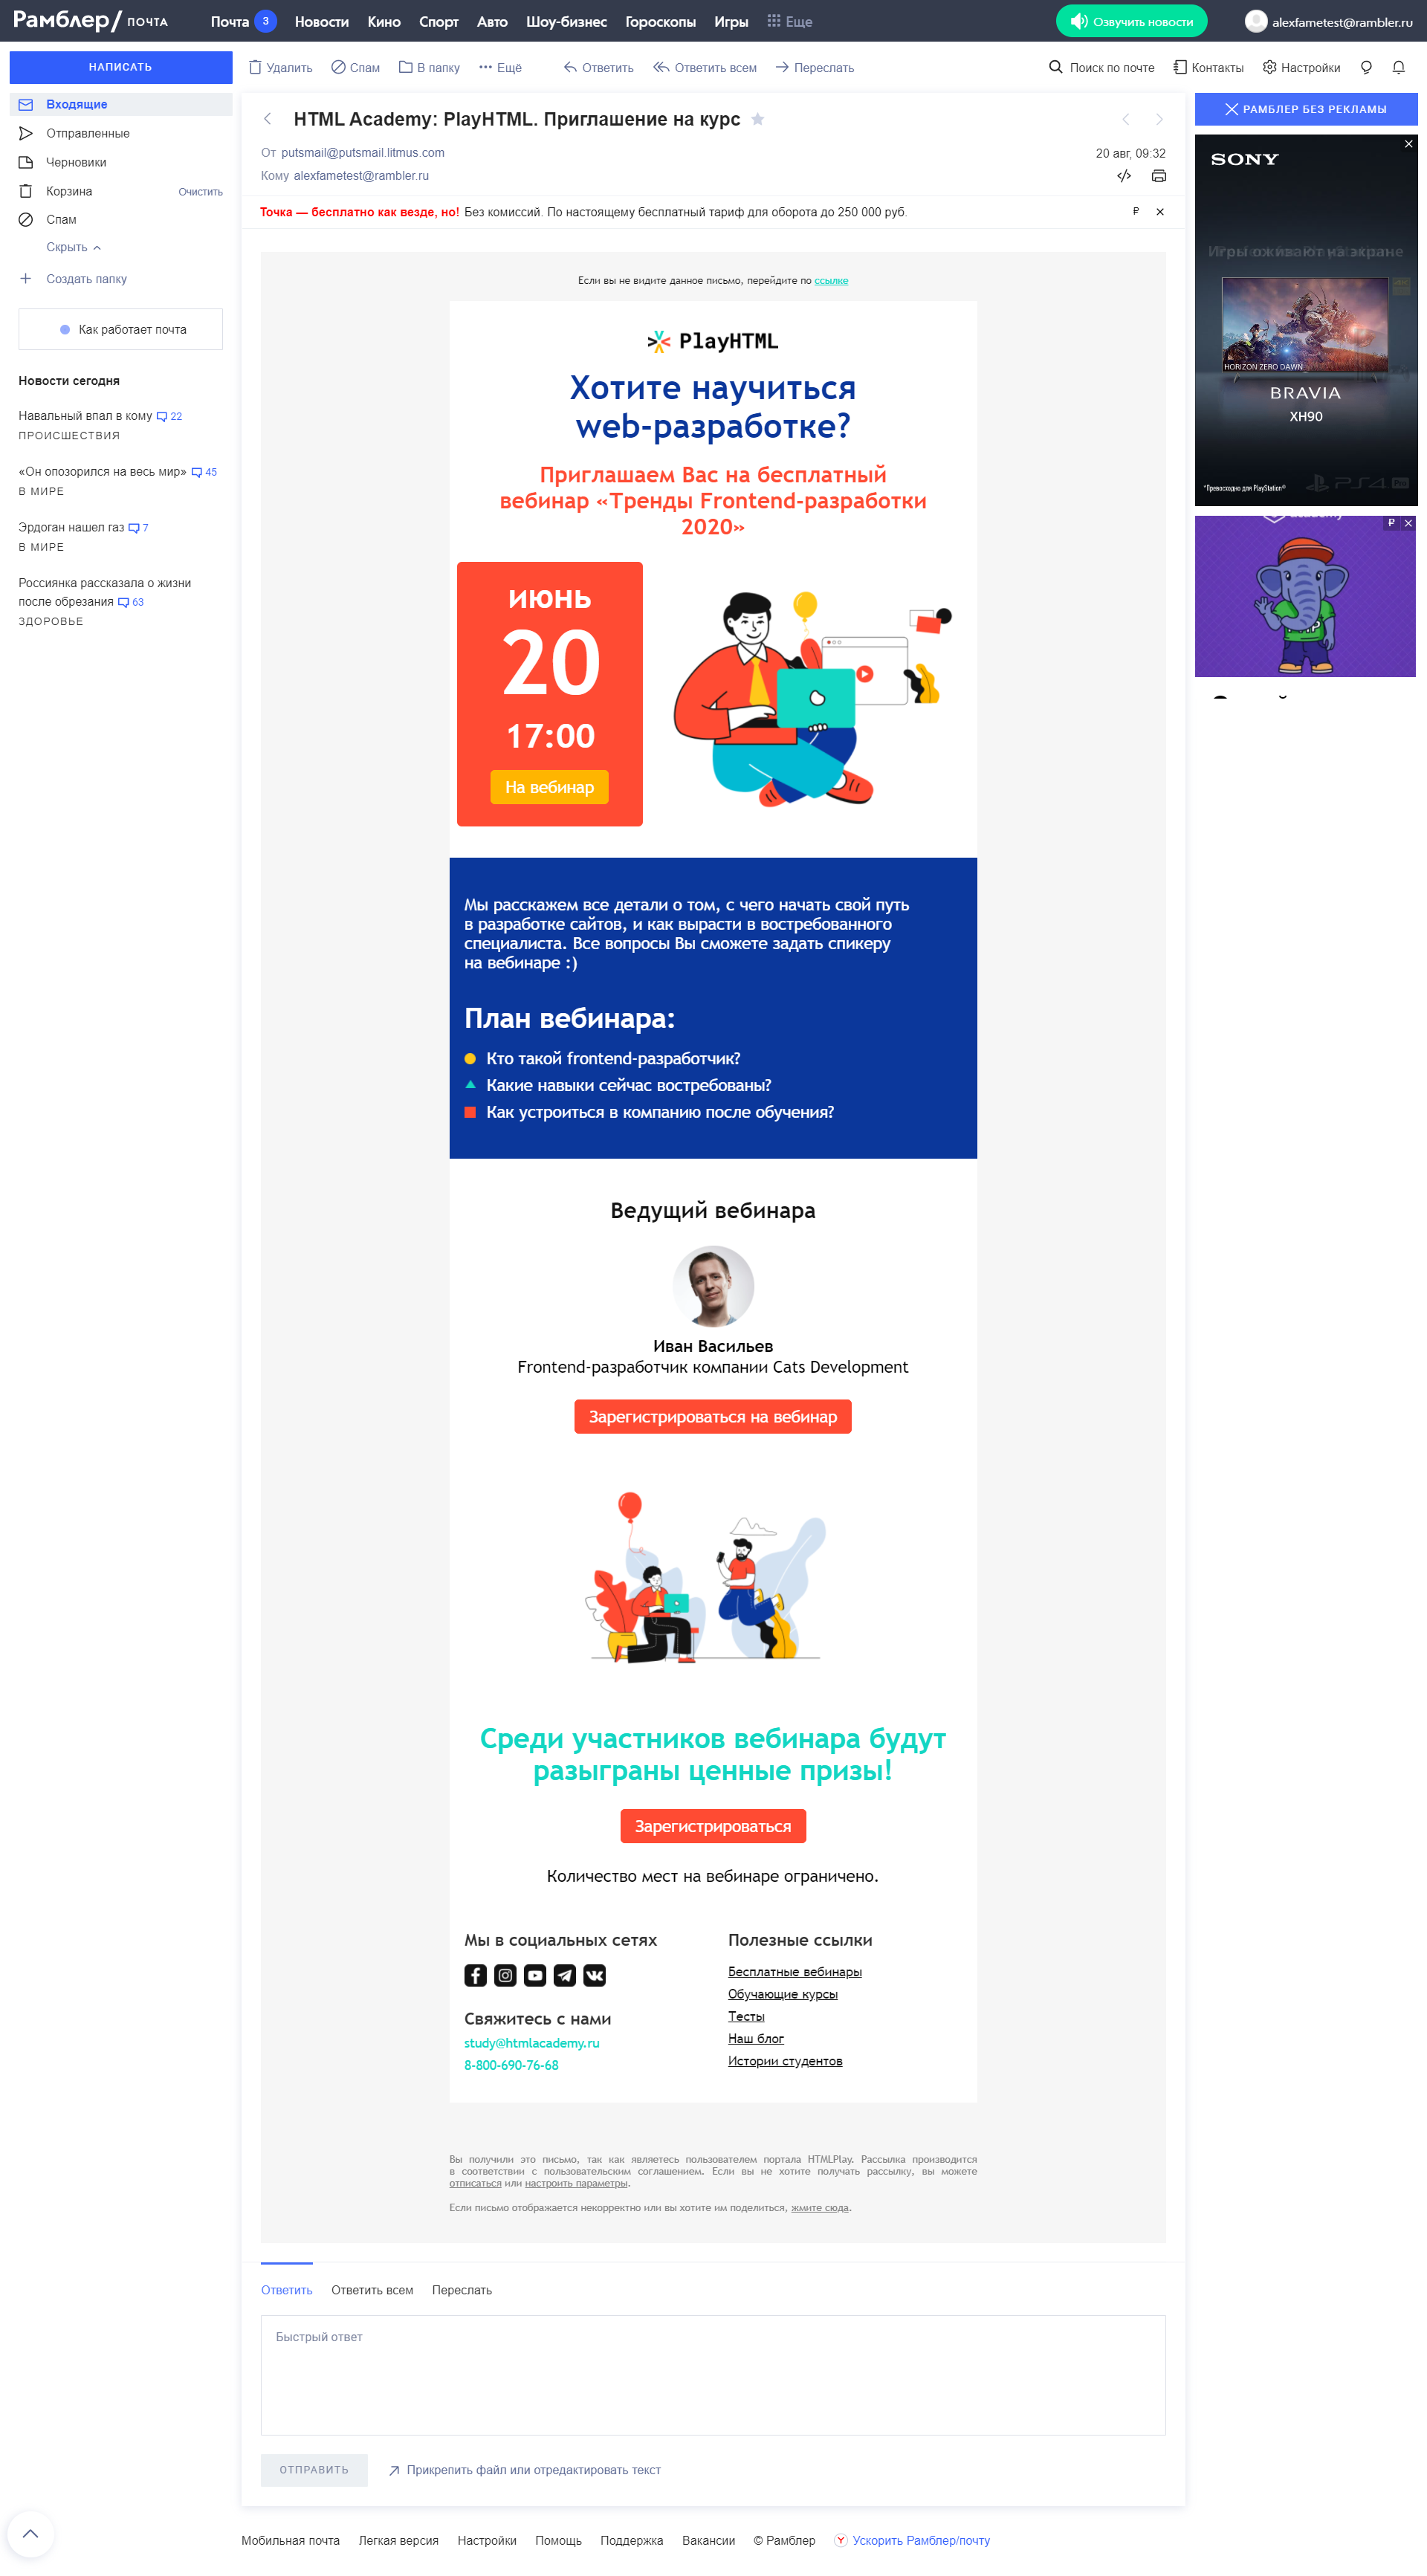 Рамблер/ ПОЧТА
Почта 3 Новости Кино Спорт Авто Шоу-бизнес Гороскопы Игры Еще
Озвучить новости
alexfametest@rambler.ru
НАПИСАТЬ
Удалить Спам В папку Ещё Ответить Ответить всем Переслать
Поиск по почте Контакты Настройки
Входящие
Отправленные
Черновики
Корзина Очистить
Спам
Скрыть
Создать папку
Как работает почта
Новости сегодня
Навальный впал в кому 22
ПРОИСШЕСТВИЯ
«Он опозорился на весь мир» 45
В МИРЕ
Эрдоган нашел газ 7
В МИРЕ
Россиянка рассказала о жизни
после обрезания 63
ЗДОРОВЬЕ
HTML Academy: PlayHTML. Приглашение на курс
От putsmail@putsmail.litmus.com 20 авг, 09:32
Кому alexfametest@rambler.ru
Точка — бесплатно как везде, но! Без комиссий. По настоящему бесплатный тариф для оборота до 250 000 руб. ₽
Если вы не видите данное письмо, перейдите по ссылке
PlayHTML
Хотите научиться
web-разработке?
Приглашаем Вас на бесплатный
вебинар «Тренды Frontend-разработки
2020»
июнь
20
17:00
На вебинар
Мы расскажем все детали о том, с чего начать свой путь
в разработке сайтов, и как вырасти в востребованного
специалиста. Все вопросы Вы сможете задать спикеру
на вебинаре :)
План вебинара:
Кто такой frontend-разработчик?
Какие навыки сейчас востребованы?
Как устроиться в компанию после обучения?
Ведущий вебинара
Иван Васильев
Frontend-разработчик компании Cats Development
Зарегистрироваться на вебинар
Среди участников вебинара будут
разыграны ценные призы!
Зарегистрироваться
Количество мест на вебинаре ограничено.
Мы в социальных сетях
Свяжитесь с нами
study@htmlacademy.ru
8-800-690-76-68
Полезные ссылки
Бесплатные вебинары
Обучающие курсы
Тесты
Наш блог
Истории студентов
Вы получили это письмо, так как являетесь пользователем портала HTMLPlay. Рассылка производится
в соответствии с пользовательским соглашением. Если вы не хотите получать рассылку, вы можете
отписаться или настроить параметры.
Если письмо отображается некорректно или вы хотите им поделиться, жмите сюда.
Ответить Ответить всем Переслать
Быстрый ответ
ОТПРАВИТЬ
Прикрепить файл или отредактировать текст
Мобильная почта Легкая версия Настройки Помощь Поддержка Вакансии © Рамблер Ускорить Рамблер/почту
РАМБЛЕР БЕЗ РЕКЛАМЫ
SONY
Игры оживают на экране
HORIZON ZERO DAWN
BRAVIA
XH90
*Превосходно для PlayStation®
PS4 Pro
₽